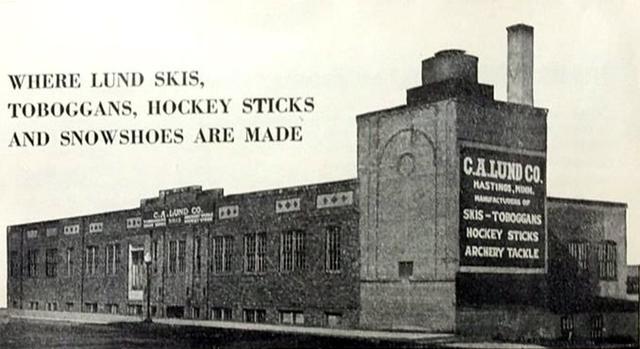 WHERE LUND SKIS,
TOBOGGANS, HOCKEY STICKS
AND SNOWSHOES ARE MADE
C.A. LUND CO.
SKIS
C.A. LUND CO.
HASTINGS, MINN.
MANUFACTURERS OF
SKIS - TOBOGGANS
HOCKEY STICKS
ARCHERY TACKLE